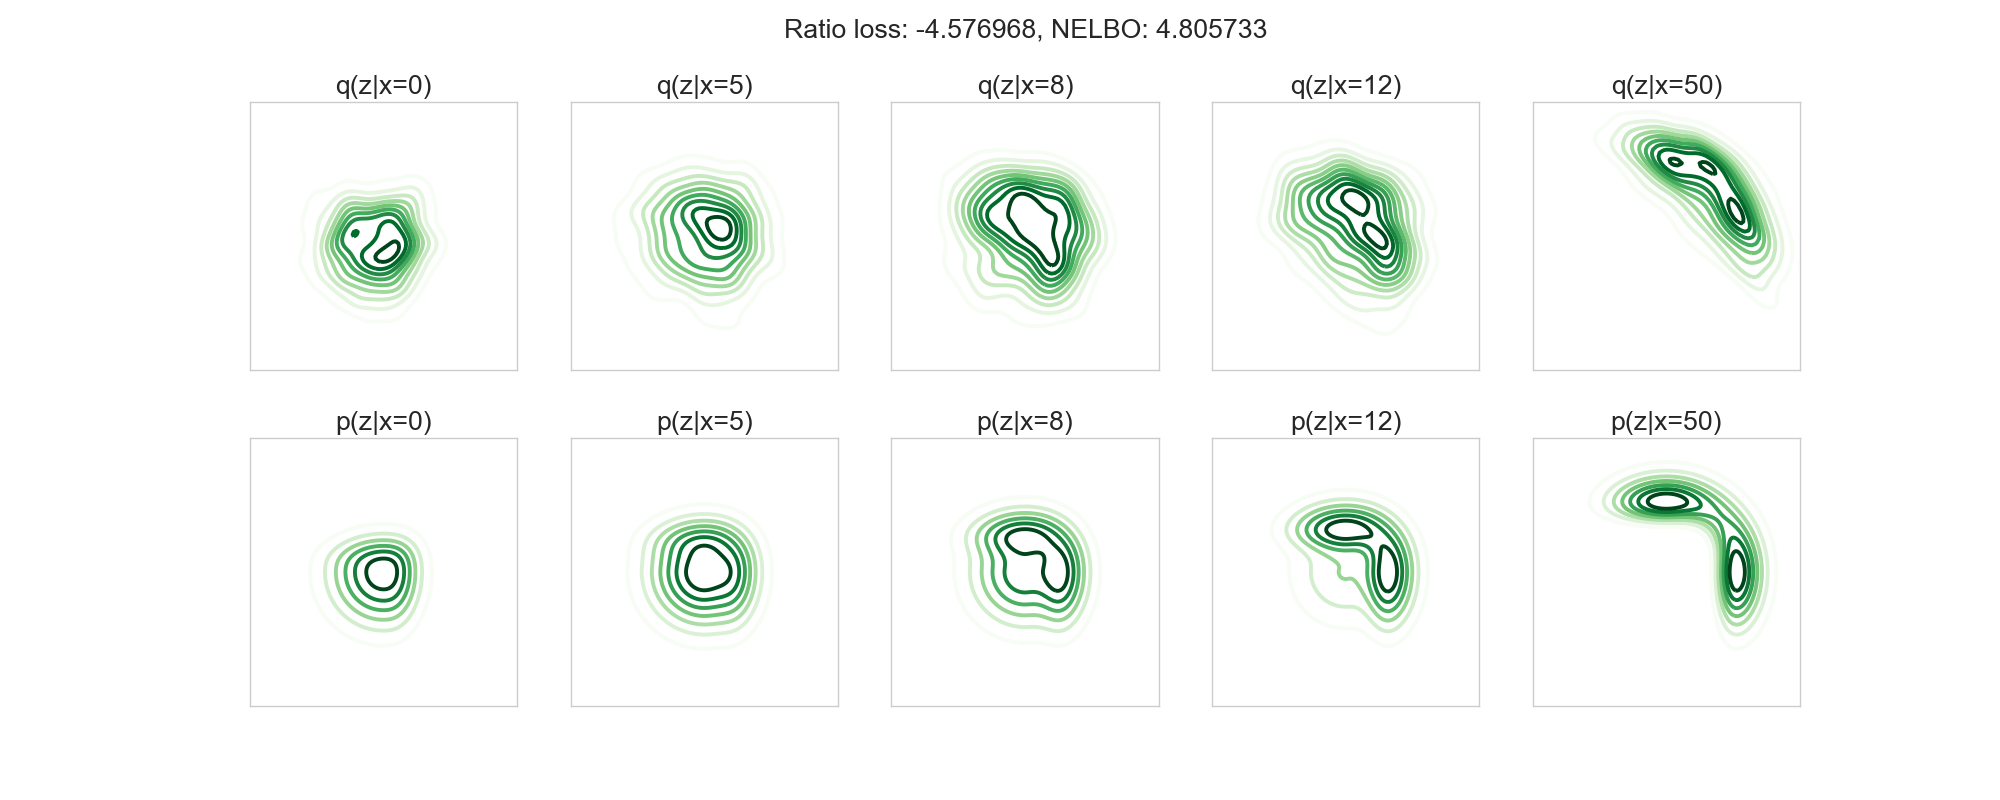 Ratio loss: -4.576968, NELBO: 4.805733
q(z|x=0) q(z|x=5) q(z|x=8) q(z|x=12) q(z|x=50)
p(z|x=0) p(z|x=5) p(z|x=8) p(z|x=12) p(z|x=50)